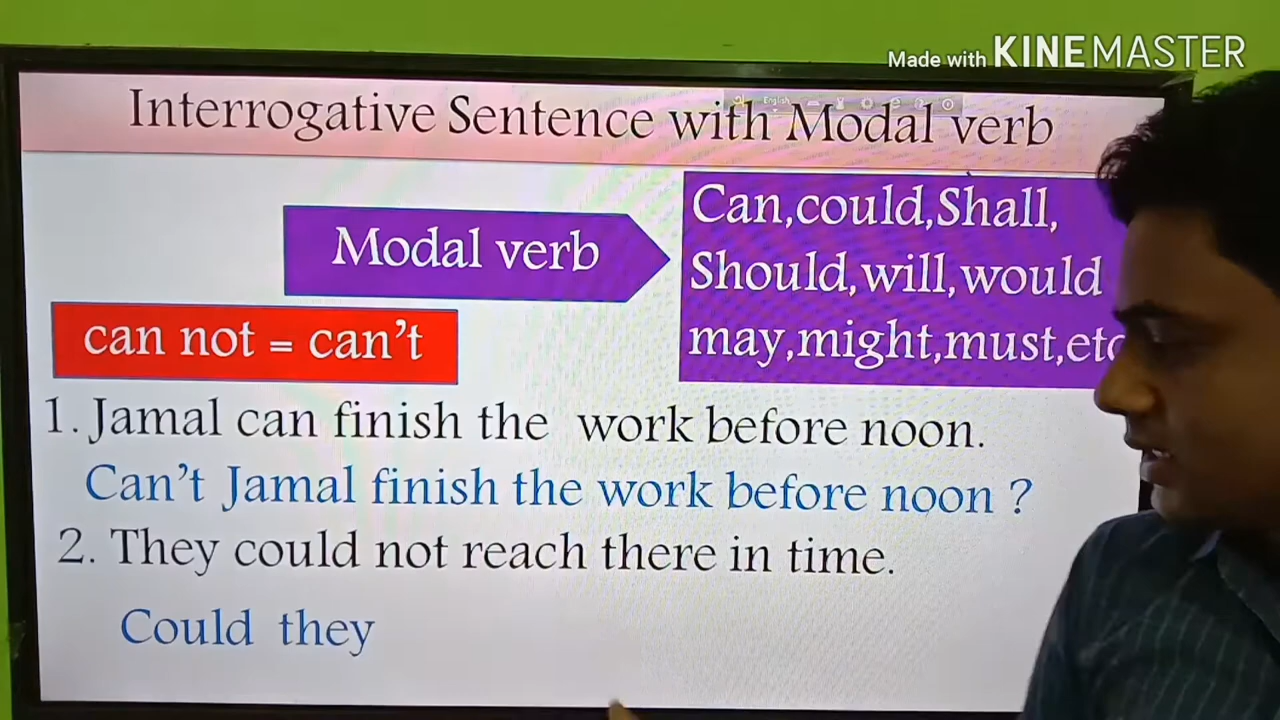 Made with KINEMASTER
English
Interrogative Sentence with Modal verb
Modal verb
Can,could,Shall,
Should,will,would
may,might,must,etc
can not = can't
1. Jamal can finish the work before noon.
Can't Jamal finish the work before noon ?
2. They could not reach there in time.
Could they